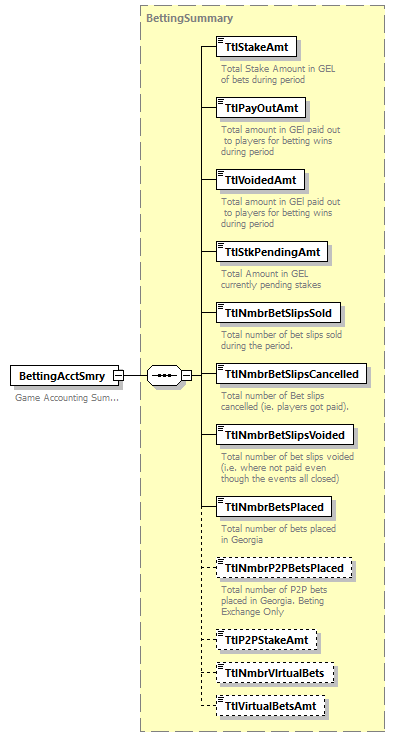 BettingSummary
TtlStakeAmt
Total Stake Amount in GEL
of bets during period
TtlPayOutAmt
Total amount in GEl paid out
to players for betting wins
during period
TtlVoidedAmt
Total amount in GEl paid out
to players for betting wins
during period
TtlStkPendingAmt
Total Amount in GEL
currently pending stakes
TtlNmbrBetSlipsSold
Total number of bet slips sold
during the period.
BettingAcctSmry
Game Accounting Sum...
TtlNmbrBetSlipsCancelled
Total number of Bet slips
cancelled (ie. players got paid).
TtlNmbrBetSlipsVoided
Total number of bet slips voided
(i.e. where not paid even
though the events all closed)
TtlNmbrBetsPlaced
Total number of bets placed
in Georgia
TtlNmbrP2PBetsPlaced
Total number of P2P bets
placed in Georgia. Beting
Exchange Only
TtlP2PStakeAmt
TtlNmbrVIrtualBets
TtlVirtualBetsAmt